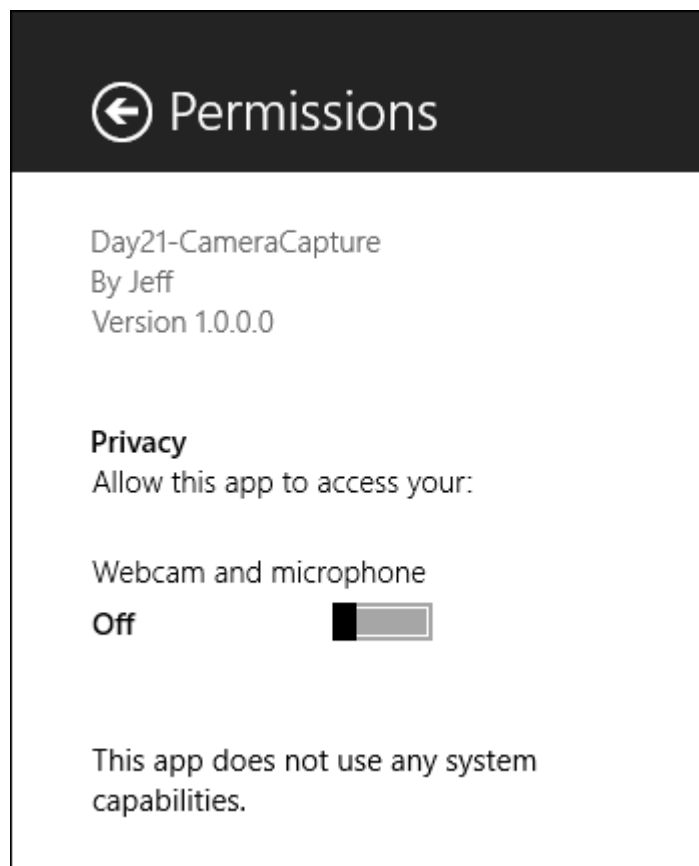 Permissions
Day21-CameraCapture
By Jeff
Version 1.0.0.0
Privacy
Allow this app to access your:
Webcam and microphone
Off
This app does not use any system
capabilities.